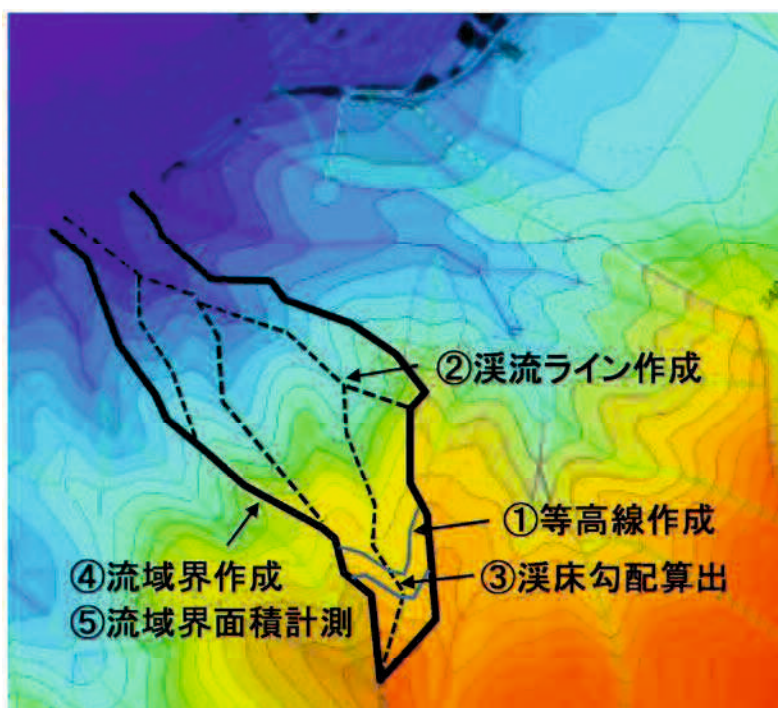 ②渓流ライン作成
①等高線作成
③渓床勾配算出
④流域界作成
⑤流域界面積計測